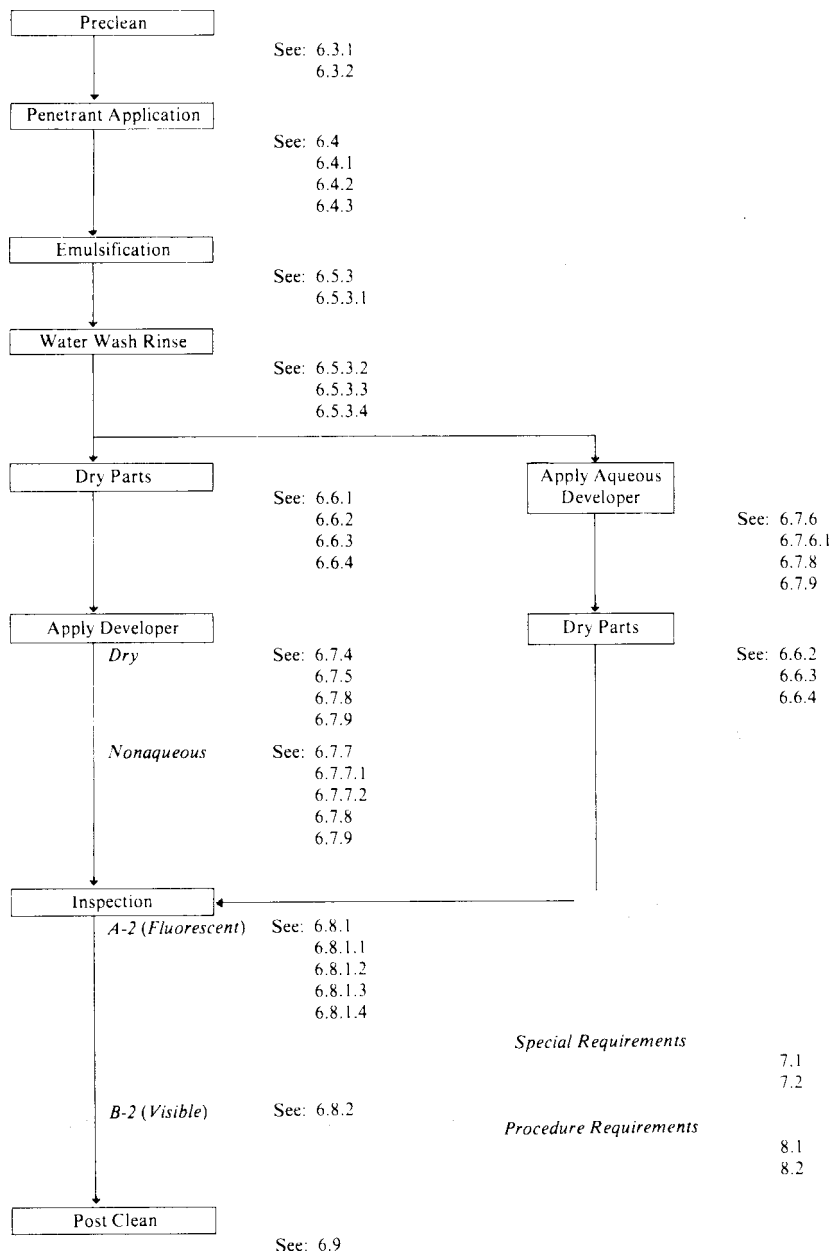 Preclean
See: 6.3.1
6.3.2
Penetrant Application
See: 6.4
6.4.1
6.4.2
6.4.3
Emulsification
See: 6.5.3
6.5.3.1
Water Wash Rinse
See: 6.5.3.2
6.5.3.3
6.5.3.4
Dry Parts
See: 6.6.1
6.6.2
6.6.3
6.6.4
Apply Aqueous
Developer
See: 6.7.6
6.7.6.1
6.7.8
6.7.9
Apply Developer
Dry
See: 6.7.4
6.7.5
6.7.8
6.7.9
Nonaqueous
See: 6.7.7
6.7.7.1
6.7.7.2
6.7.8
6.7.9
Dry Parts
See: 6.6.2
6.6.3
6.6.4
Inspection
A-2 (Fluorescent)
See: 6.8.1
6.8.1.1
6.8.1.2
6.8.1.3
6.8.1.4
Special Requirements
7.1
7.2
B-2 (Visible)
See: 6.8.2
Procedure Requirements
8.1
8.2
Post Clean
See: 6.9